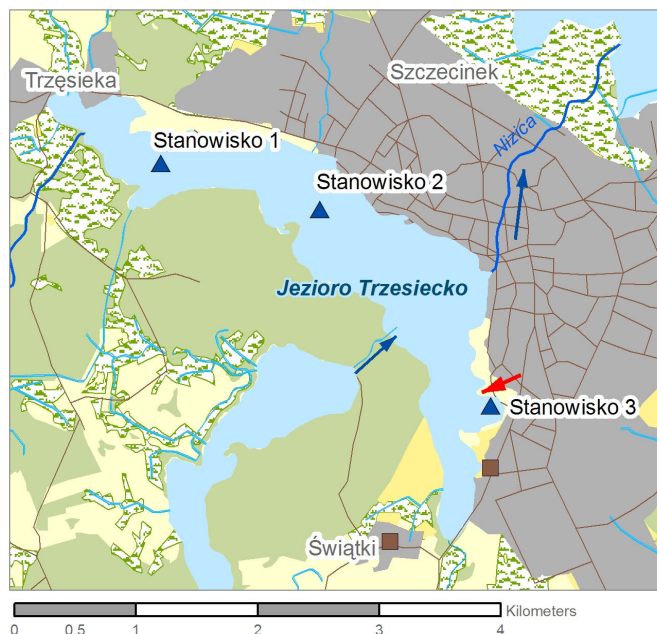 Trzęsieka
Szczecinek
Stanowisko 1
Nizica
Stanowisko 2
Jezioro Trzesiecko
Stanowisko 3
Świątki
Kilometers
0 0.5 1 2 3 4